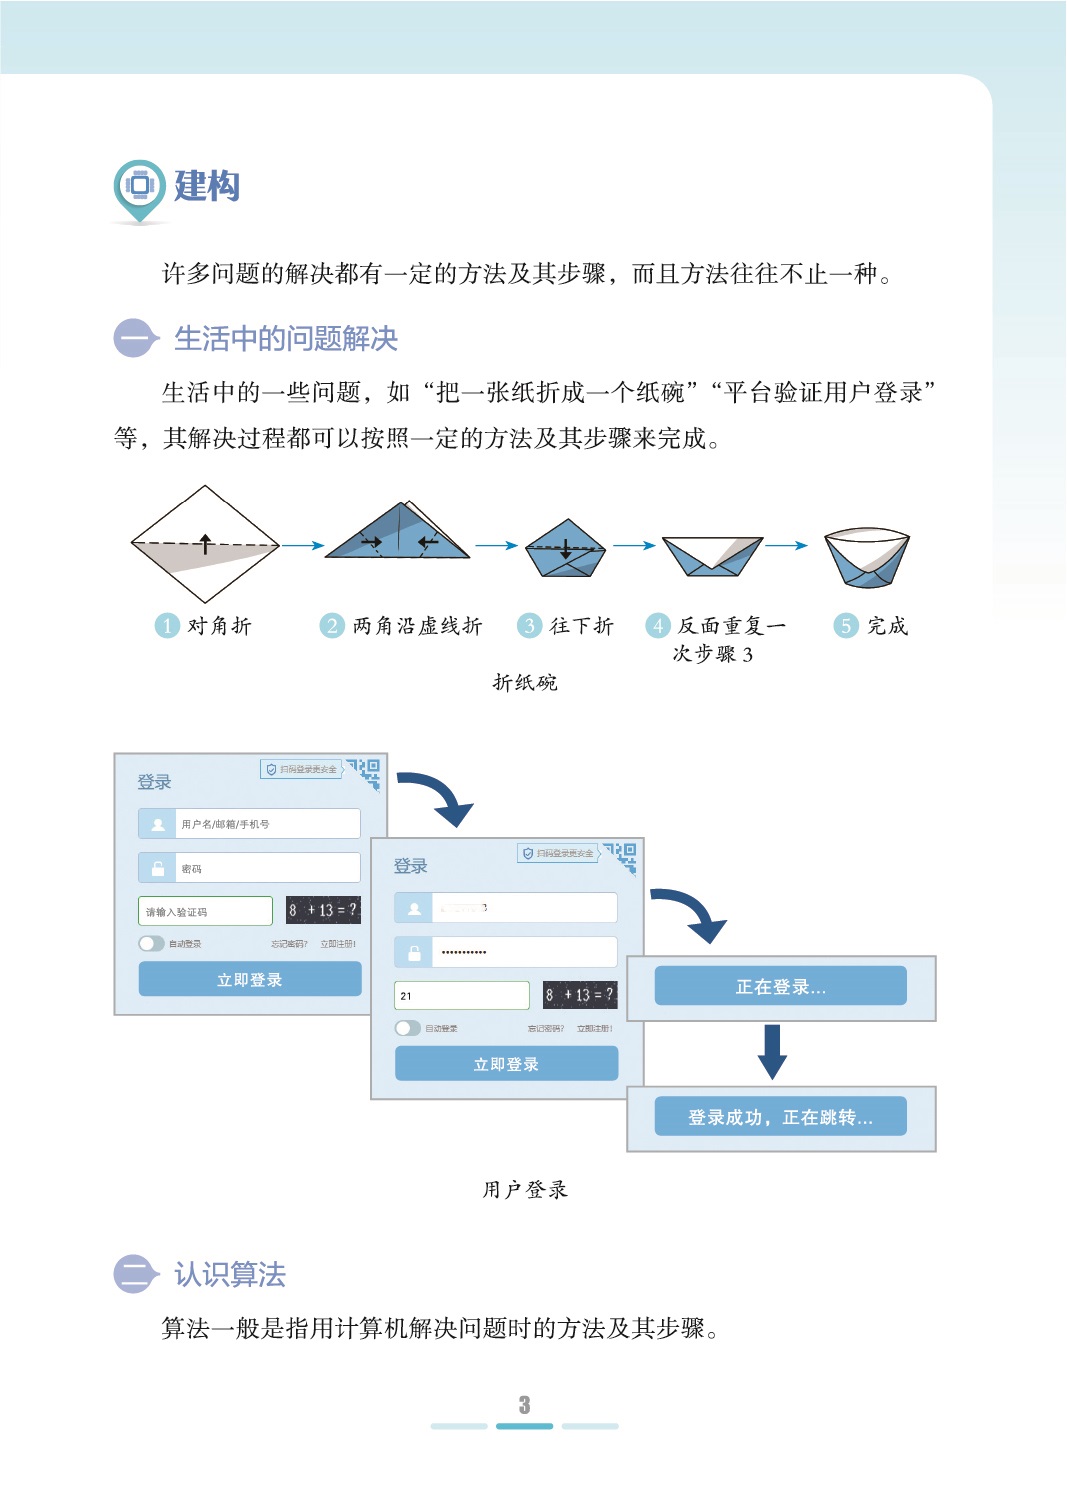 建构
许多问题的解决都有一定的方法及其步骤，而且方法往往不止一种。
一 生活中的问题解决
生活中的一些问题，如“把一张纸折成一个纸碗”“平台验证用户登录”
等，其解决过程都可以按照一定的方法及其步骤来完成。
1 对角折
2 两角沿虚线折
3 往下折
4 反面重复一
次步骤 3
5 完成
折纸碗
登录
扫码登录更安全
用户名/邮箱/手机号
密码
请输入验证码
8 + 13 = ?
自动登录 忘记密码? 立即注册!
立即登录
登录
扫码登录更安全
•••••••••••
21
8 + 13 = ?
自动登录 忘记密码? 立即注册!
立即登录
正在登录...
登录成功，正在跳转...
用户登录
二 认识算法
算法一般是指用计算机解决问题时的方法及其步骤。
3